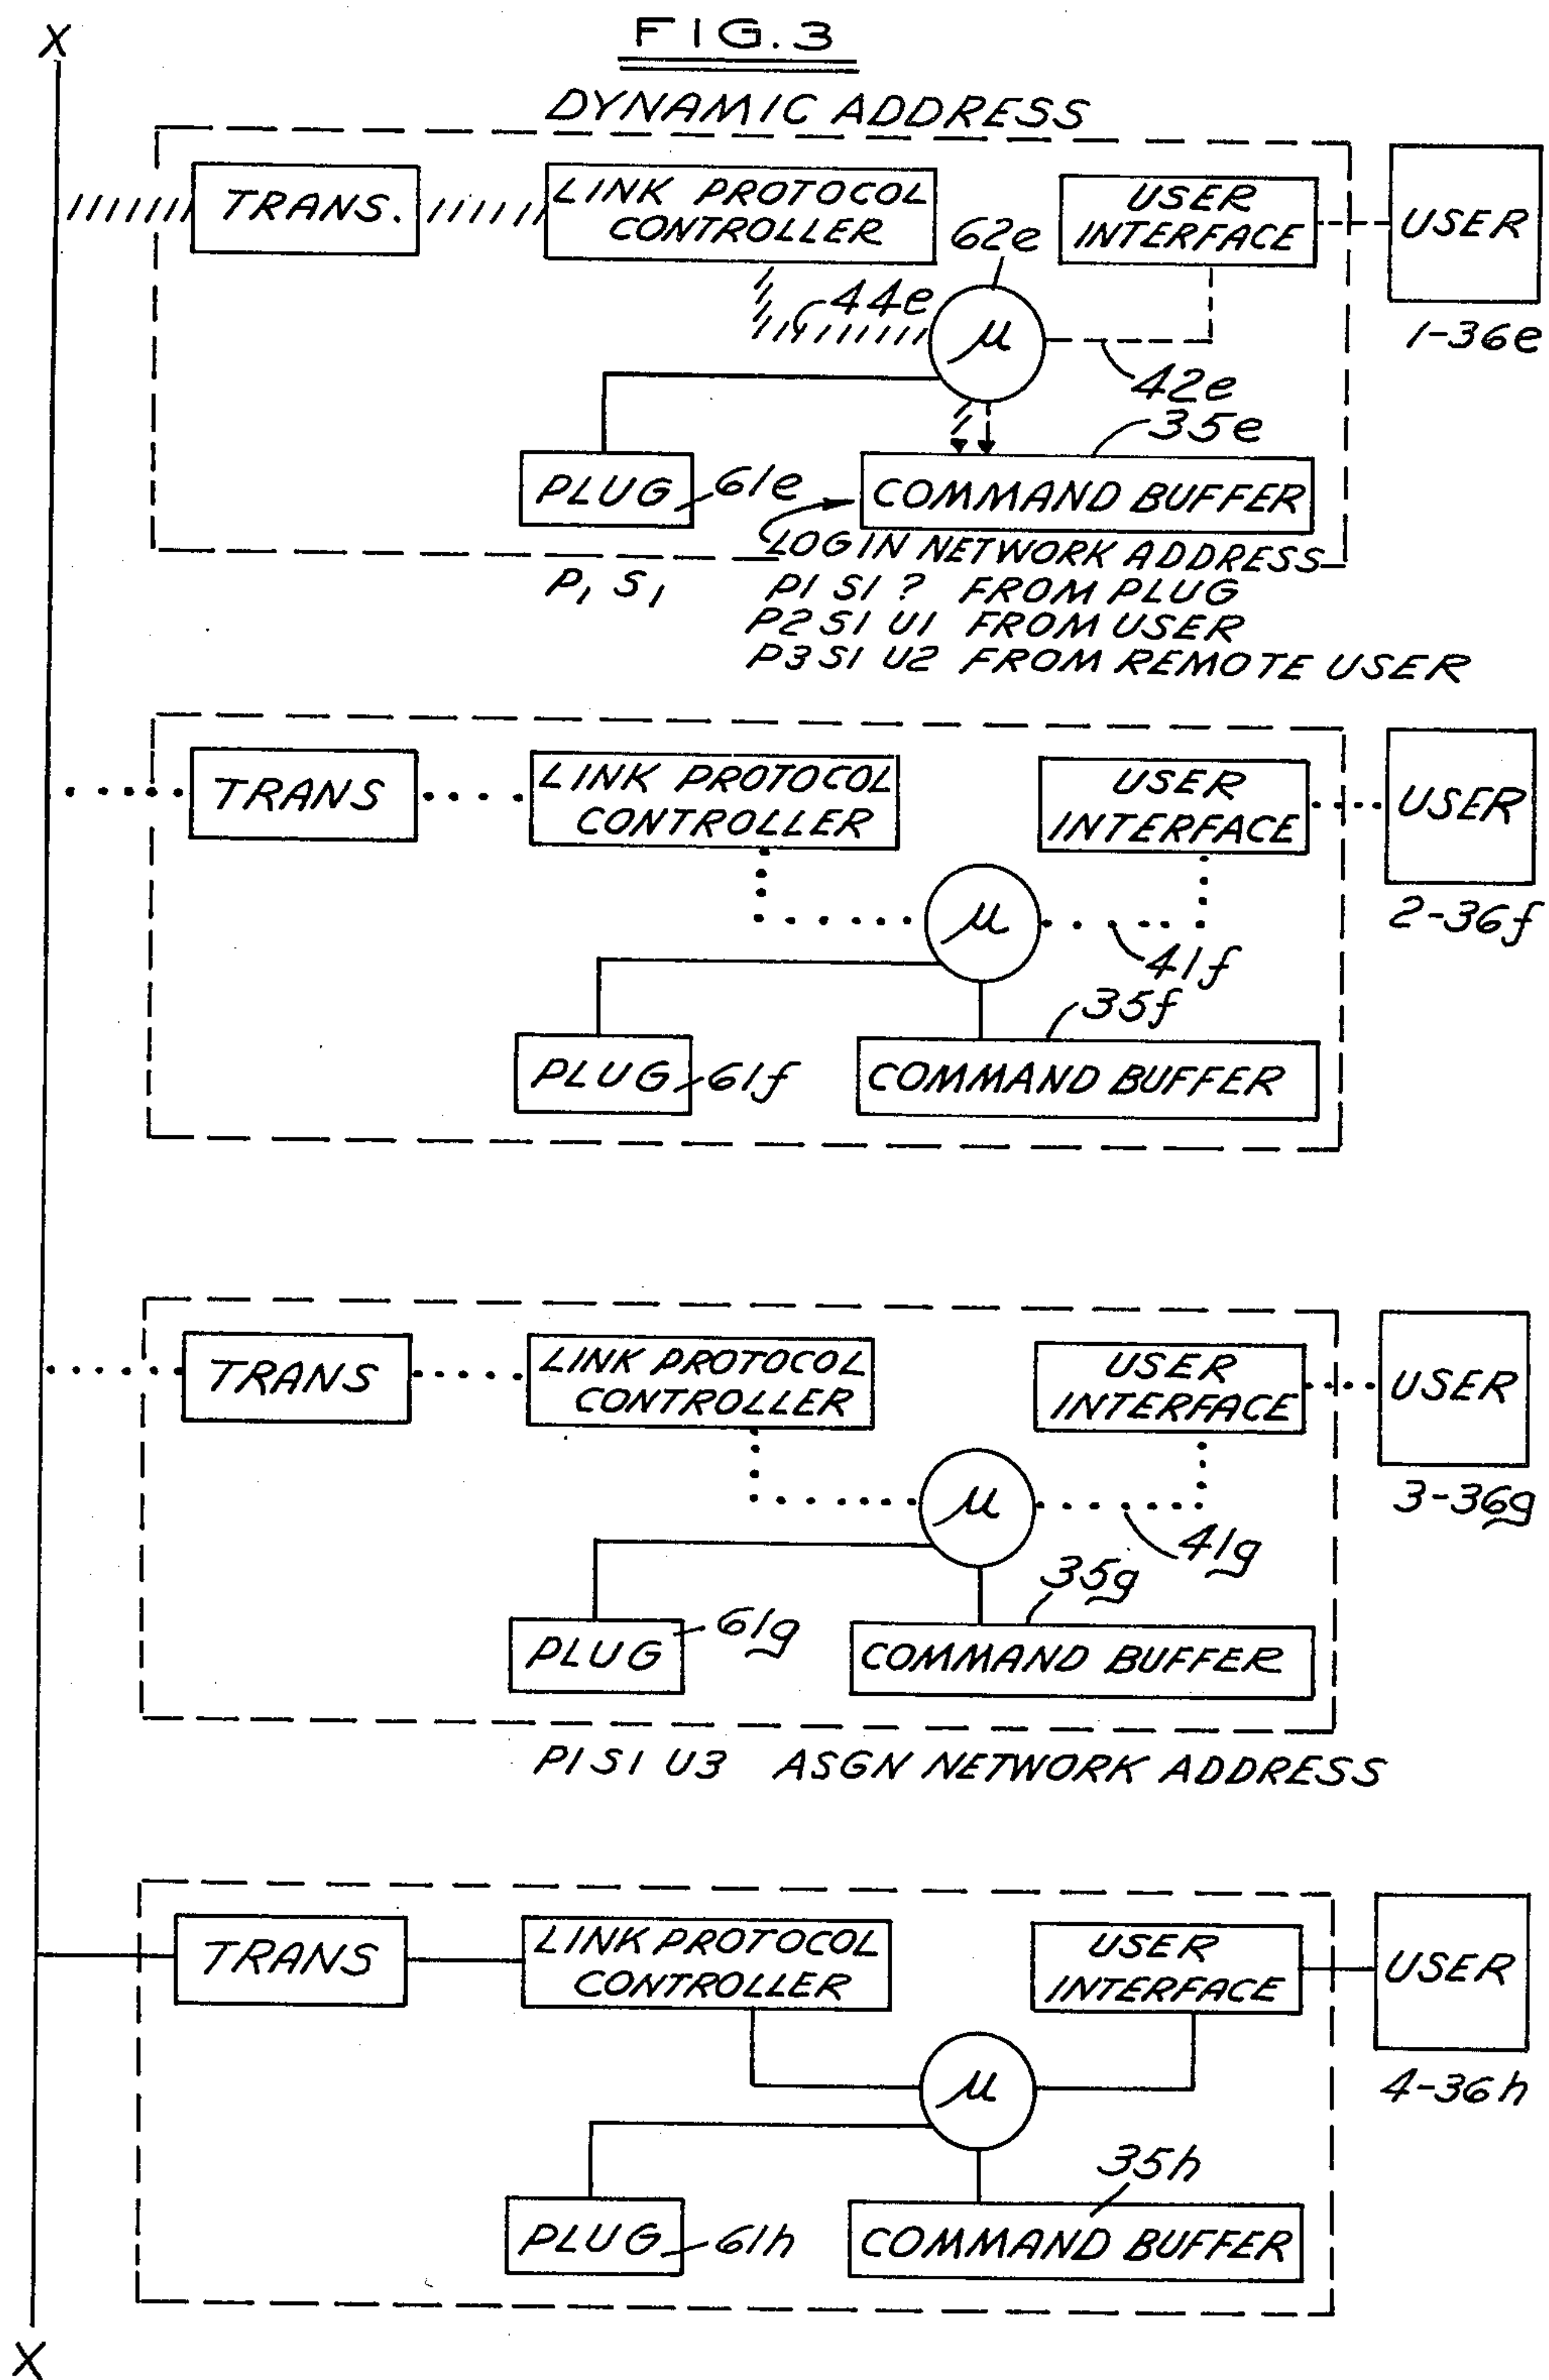 X
FIG. 3
DYNAMIC ADDRESS
TRANS.
LINK PROTOCOL
CONTROLLER
USER
INTERFACE
USER
1-36e
62e
44e
μ
42e
35e
PLUG
61e
COMMAND BUFFER
LOGIN NETWORK ADDRESS
P1 S1
P1 S1 ? FROM PLUG
P2 S1 U1 FROM USER
P3 S1 U2 FROM REMOTE USER
TRANS
LINK PROTOCOL
CONTROLLER
USER
INTERFACE
USER
2-36f
μ
41f
35f
PLUG
61f
COMMAND BUFFER
TRANS
LINK PROTOCOL
CONTROLLER
USER
INTERFACE
USER
3-36g
μ
41g
35g
PLUG
61g
COMMAND BUFFER
P1 S1 U3 ASGN NETWORK ADDRESS
TRANS
LINK PROTOCOL
CONTROLLER
USER
INTERFACE
USER
4-36h
μ
35h
PLUG
61h
COMMAND BUFFER
X